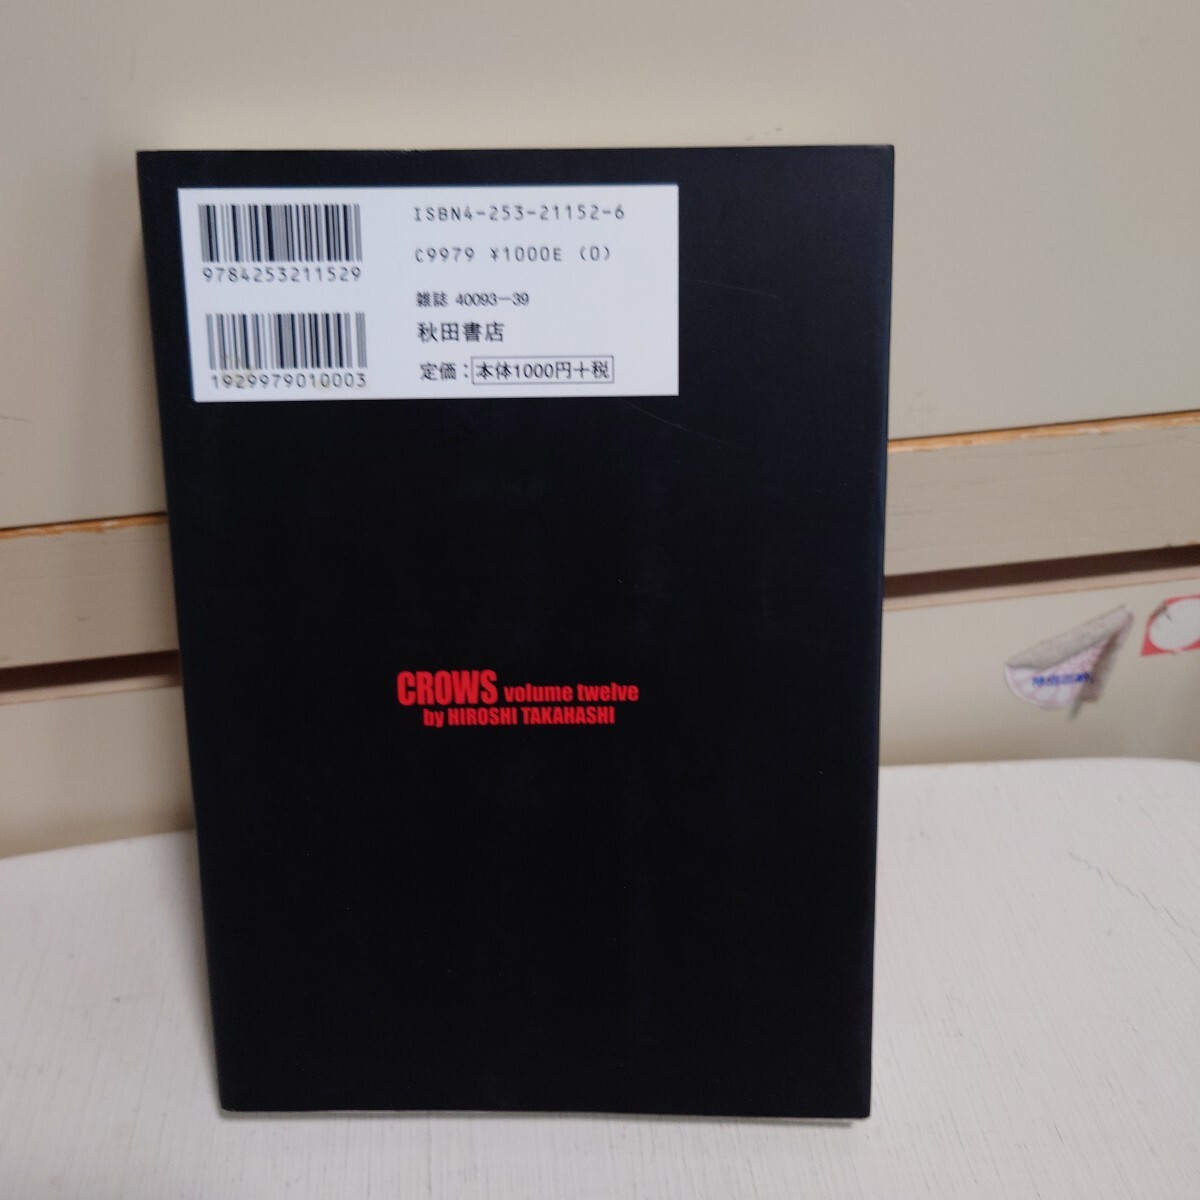 ISBN4-253-21152-6
C9979 ¥1000E (0)
雑誌 40093-39
秋田書店
定価：本体1000円+税
9784253211529
1929979010003
CROWS volume twelve
by HIROSHI TAKAHASHI